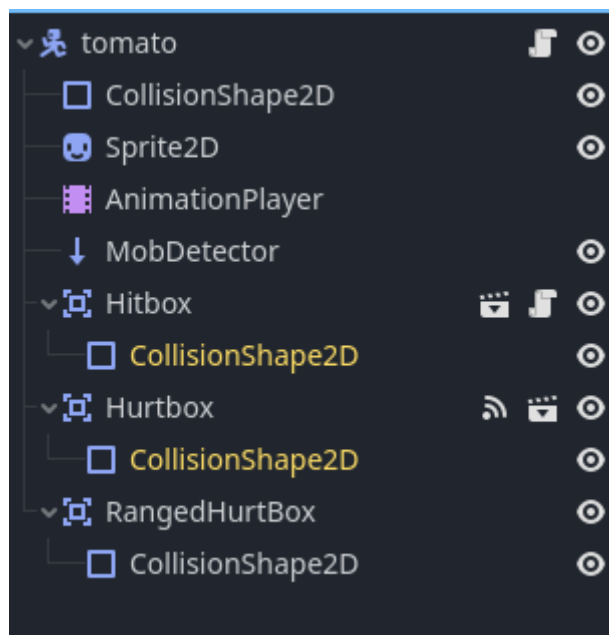 tomato
CollisionShape2D
Sprite2D
AnimationPlayer
MobDetector
Hitbox
CollisionShape2D
Hurtbox
CollisionShape2D
RangedHurtBox
CollisionShape2D